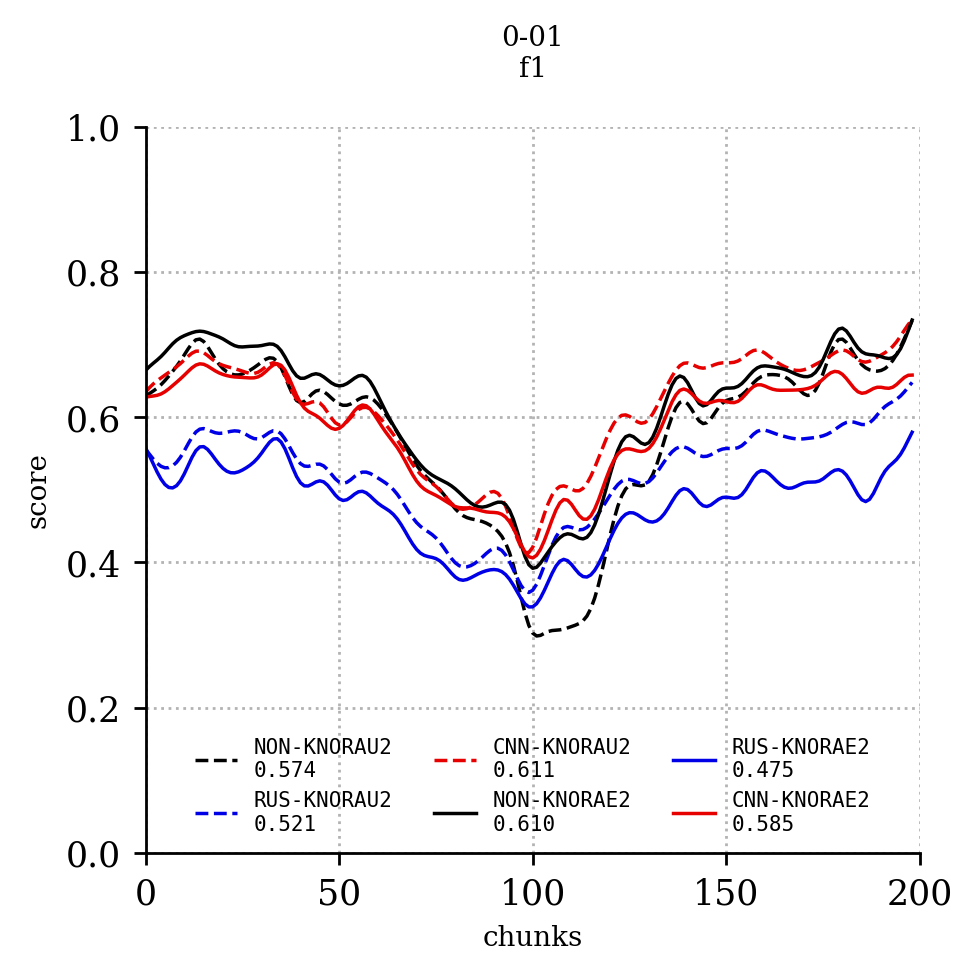 0-01
f1
1.0
0.8
0.6
0.4
0.2
0.0
score
NON-KNORAU2
0.574
RUS-KNORAU2
0.521
CNN-KNORAU2
0.611
NON-KNORAE2
0.610
RUS-KNORAE2
0.475
CNN-KNORAE2
0.585
0 50 100 150 200
chunks